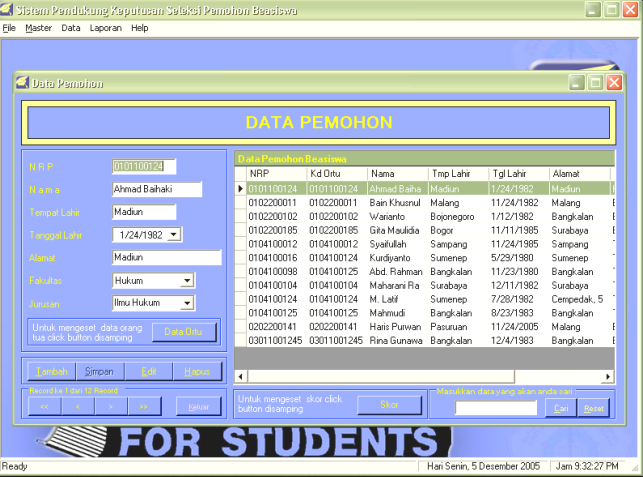 Sistem Pendukung Keputusan Seleksi Pemohon Beasiswa
File Master Data Laporan Help
Data Pemohon
DATA PEMOHON
NRP 0101100124
Nama Ahmad Baihaki
Tempat Lahir Madiun
Tanggal Lahir 1/24/1982
Alamat Madiun
Fakultas Hukum
Jurusan Ilmu Hukum
Untuk mengeset data orang
tua click button disamping
Data Ortu
Tambah Simpan Edit Hapus
Record ke 1 dari 12 Record
<< < > >> Keluar
Data Pemohon Beasiswa
NRP Kd Ortu Nama Tmp Lahir Tgl Lahir Alamat
0101100124 0101100124 Ahmad Baiha Madiun 1/24/1982 Madiun
0102200011 0102200011 Bain Khusnul Malang 11/24/1982 Malang
0102200102 0102200102 Warianto Bojonegoro 1/12/1982 Bangkalan
0102200185 0102200185 Gita Maulidia Bogor 11/11/1985 Surabaya
0104100012 0104100012 Syaifullah Sampang 11/24/1985 Sampang
0104100016 0104100124 Kurdiyanto Sumenep 5/29/1980 Sumenep
0104100098 0104100125 Abd. Rahman Bangkalan 11/23/1980 Bangkalan
0104100104 0104100104 Maharani Ra Surabaya 12/11/1982 Surabaya
0104100124 0104100124 M. Latif Sumenep 7/28/1982 Cempedak, 5
0104100125 0104100125 Mahmudi Bangkalan 8/23/1983 Bangkalan
0202200141 0202200141 Haris Purwan Pasuruan 11/24/2005 Malang
03011001245 03011001245 Rina Gunawa Bangkalan 12/4/1983 Bangkalan
Untuk mengeset skor click
button disamping
Skor
Masukkan data yang akan anda cari
Cari Reset
FOR STUDENTS
Ready Hari Senin, 5 Desember 2005 Jam 9:32:27 PM